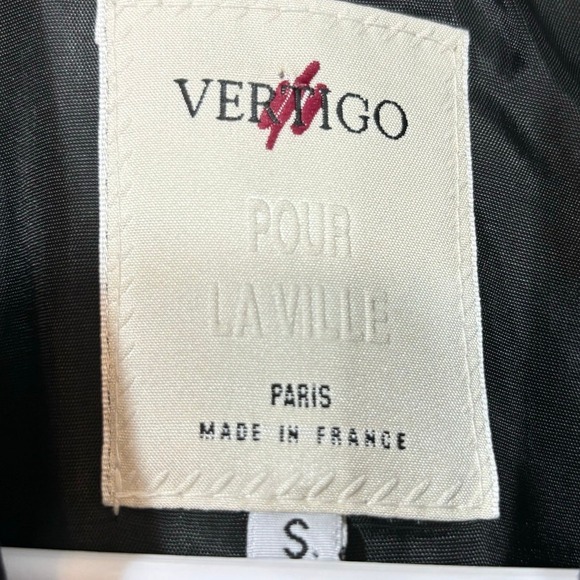 VERTIGO
POUR
LA VILLE
PARIS
MADE IN FRANCE
S.